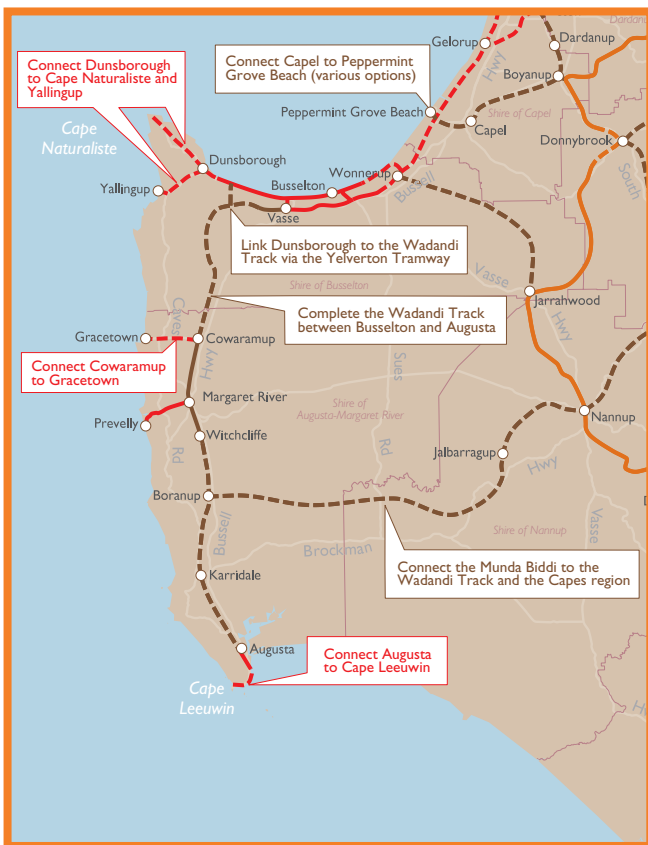 Gelorup
Dardanup
Dardanu
Hwy
Connect Dunsborough
to Cape Naturaliste and
Yallingup
Connect Capel to Peppermint
Grove Beach (various options)
Boyanup
Peppermint Grove Beach
Shire of Capel
Capel
Cape
Naturaliste
Donnybrook
Dunsborough
Wonnerup
Bussell
South
Yallingup
Busselton
Vasse
Link Dunsborough to the Wadandi
Track via the Yelverton Tramway
Vasse
Shire of Busselton
Jarrahwood
Complete the Wadandi Track
between Busselton and Augusta
Caves
Hwy
Gracetown
Cowaramup
Hwy
Sues
Connect Cowaramup
to Gracetown
Margaret River
Shire of
Augusta-Margaret River
Nannup
Prevelly
Witchcliffe
Rd
Rd
Jalbarragup
Hwy
Boranup
Bussell
Shire of Nannup
Vasse
Brockman
Connect the Munda Biddi to the
Wadandi Track and the Capes region
Karridale
Augusta
Connect Augusta
to Cape Leeuwin
Cape
Leeuwin
Hw